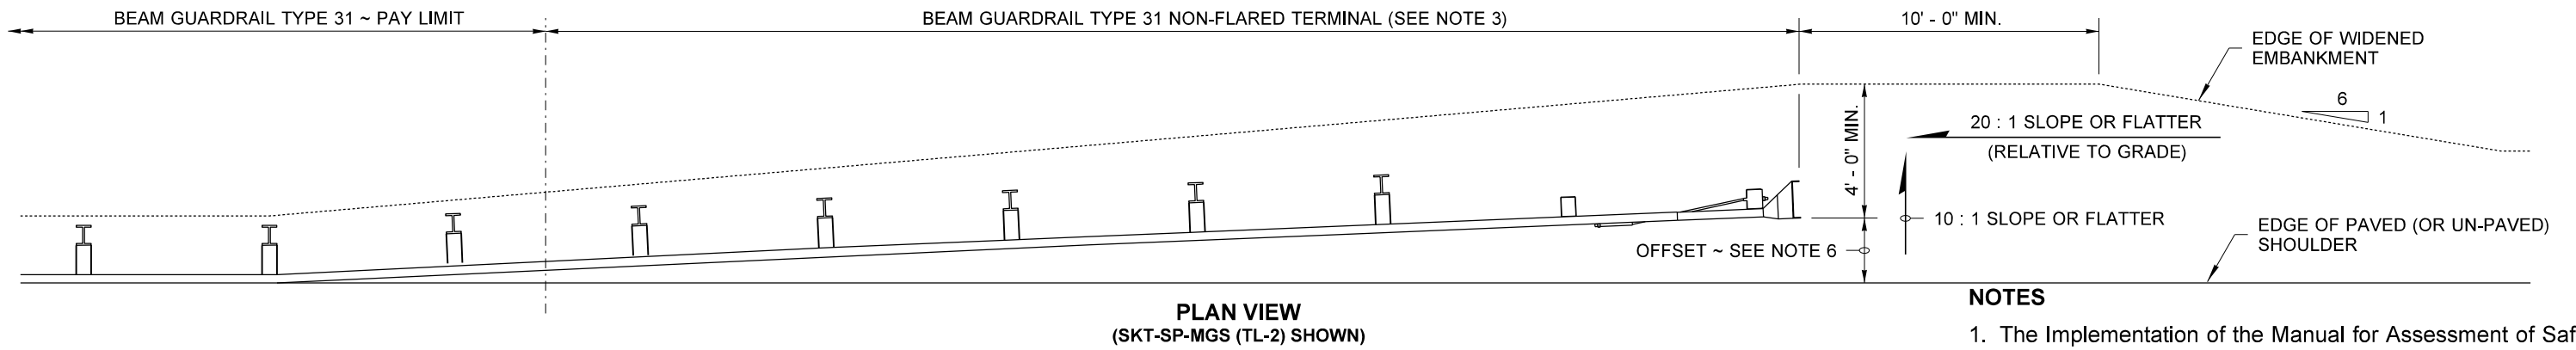 BEAM GUARDRAIL TYPE 31 ~ PAY LIMIT
BEAM GUARDRAIL TYPE 31 NON-FLARED TERMINAL (SEE NOTE 3)
10' - 0" MIN.
EDGE OF WIDENED
EMBANKMENT
6
1
4' - 0" MIN.
20 : 1 SLOPE OR FLATTER
(RELATIVE TO GRADE)
10 : 1 SLOPE OR FLATTER
EDGE OF PAVED (OR UN-PAVED)
SHOULDER
OFFSET ~ SEE NOTE 6
PLAN VIEW
(SKT-SP-MGS (TL-2) SHOWN)
NOTES
1. The Implementation of the Manual for Assessment of Saf